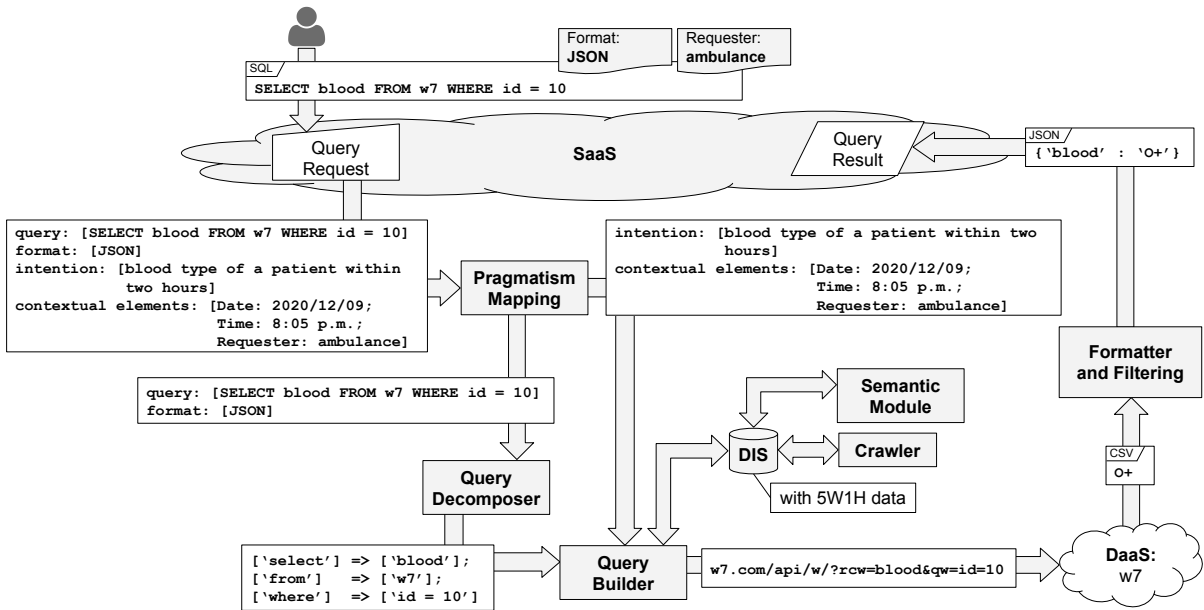 Format:
JSON
Requester:
ambulance
SQL
SELECT blood FROM w7 WHERE id = 10
Query
Request
SaaS
Query
Result
JSON
{‘blood’ : ‘O+’}
query: [SELECT blood FROM w7 WHERE id = 10]
format: [JSON]
intention: [blood type of a patient within
two hours]
contextual elements: [Date: 2020/12/09;
Time: 8:05 p.m.;
Requester: ambulance]
Pragmatism
Mapping
intention: [blood type of a patient within two
hours]
contextual elements: [Date: 2020/12/09;
Time: 8:05 p.m.;
Requester: ambulance]
Formatter
and Filtering
query: [SELECT blood FROM w7 WHERE id = 10]
format: [JSON]
Semantic
Module
DIS
Crawler
with 5W1H data
CSV
O+
Query
Decomposer
[‘select’] => [‘blood’];
[‘from’] => [‘w7’];
[‘where’] => [‘id = 10’]
Query
Builder
w7.com/api/w/?rcw=blood&qw=id=10
DaaS:
w7